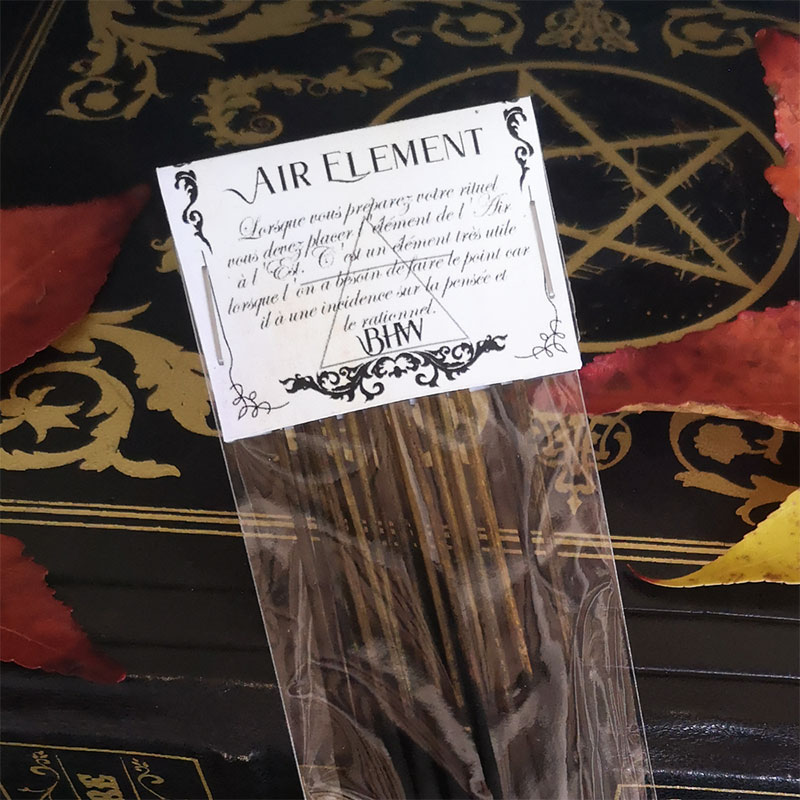 AIR ELEMENT
Lorsque vous préparez votre rituel
vous devez placer l'élément de l'Air
à l'Est. C'est un élément très utile
lorsque l'on a besoin de faire le point car
il à une incidence sur la pensée et
le rationnel.
BHW